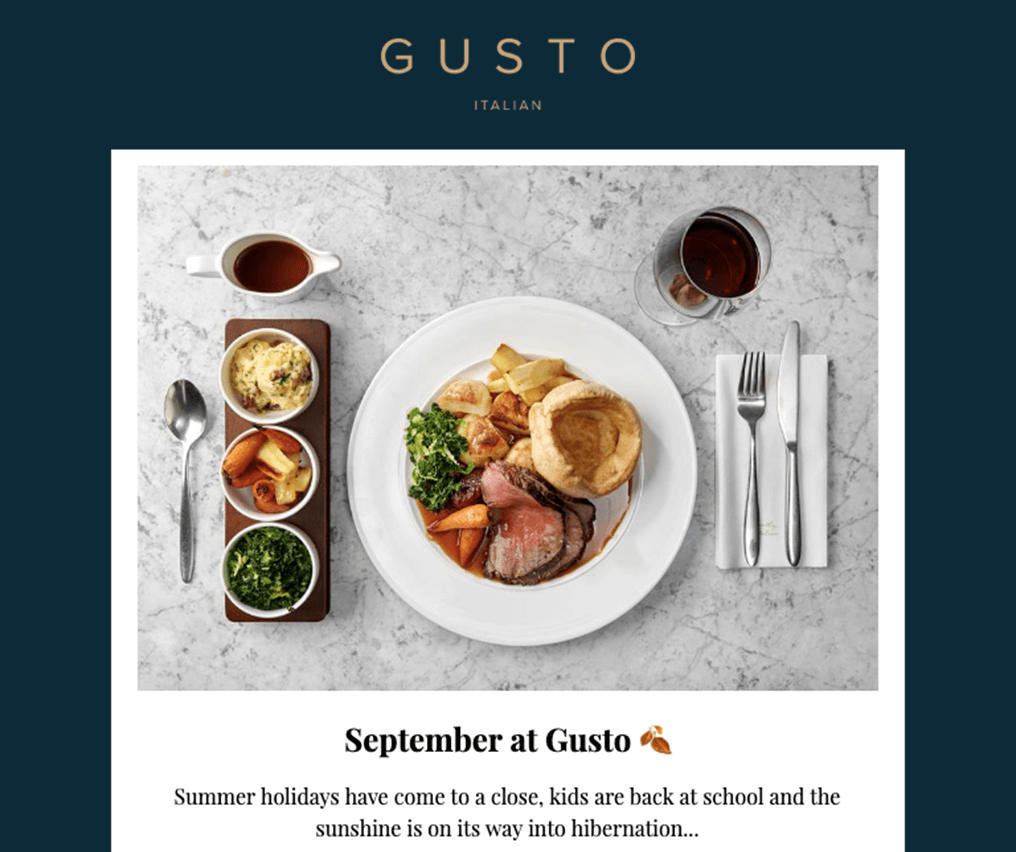 GUSTO
ITALIAN
September at Gusto 🍂
Summer holidays have come to a close, kids are back at school and the
sunshine is on its way into hibernation...